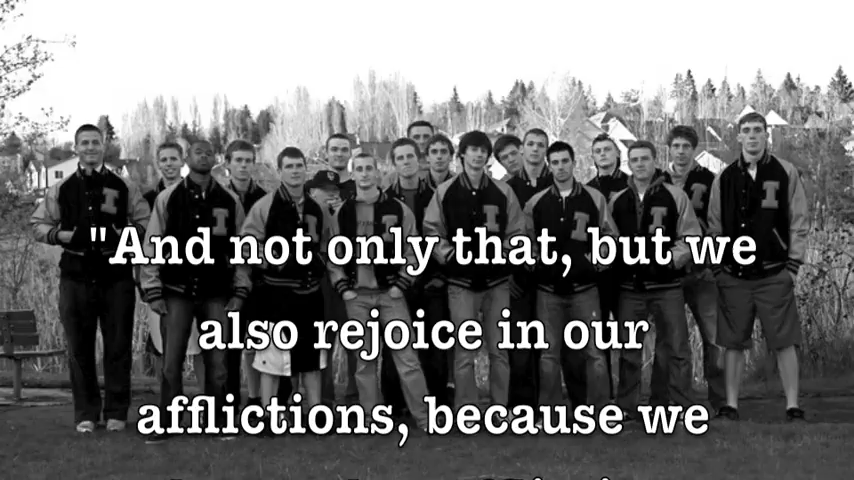 "And not only that, but we
also rejoice in our
afflictions, because we
I I I I I I I I